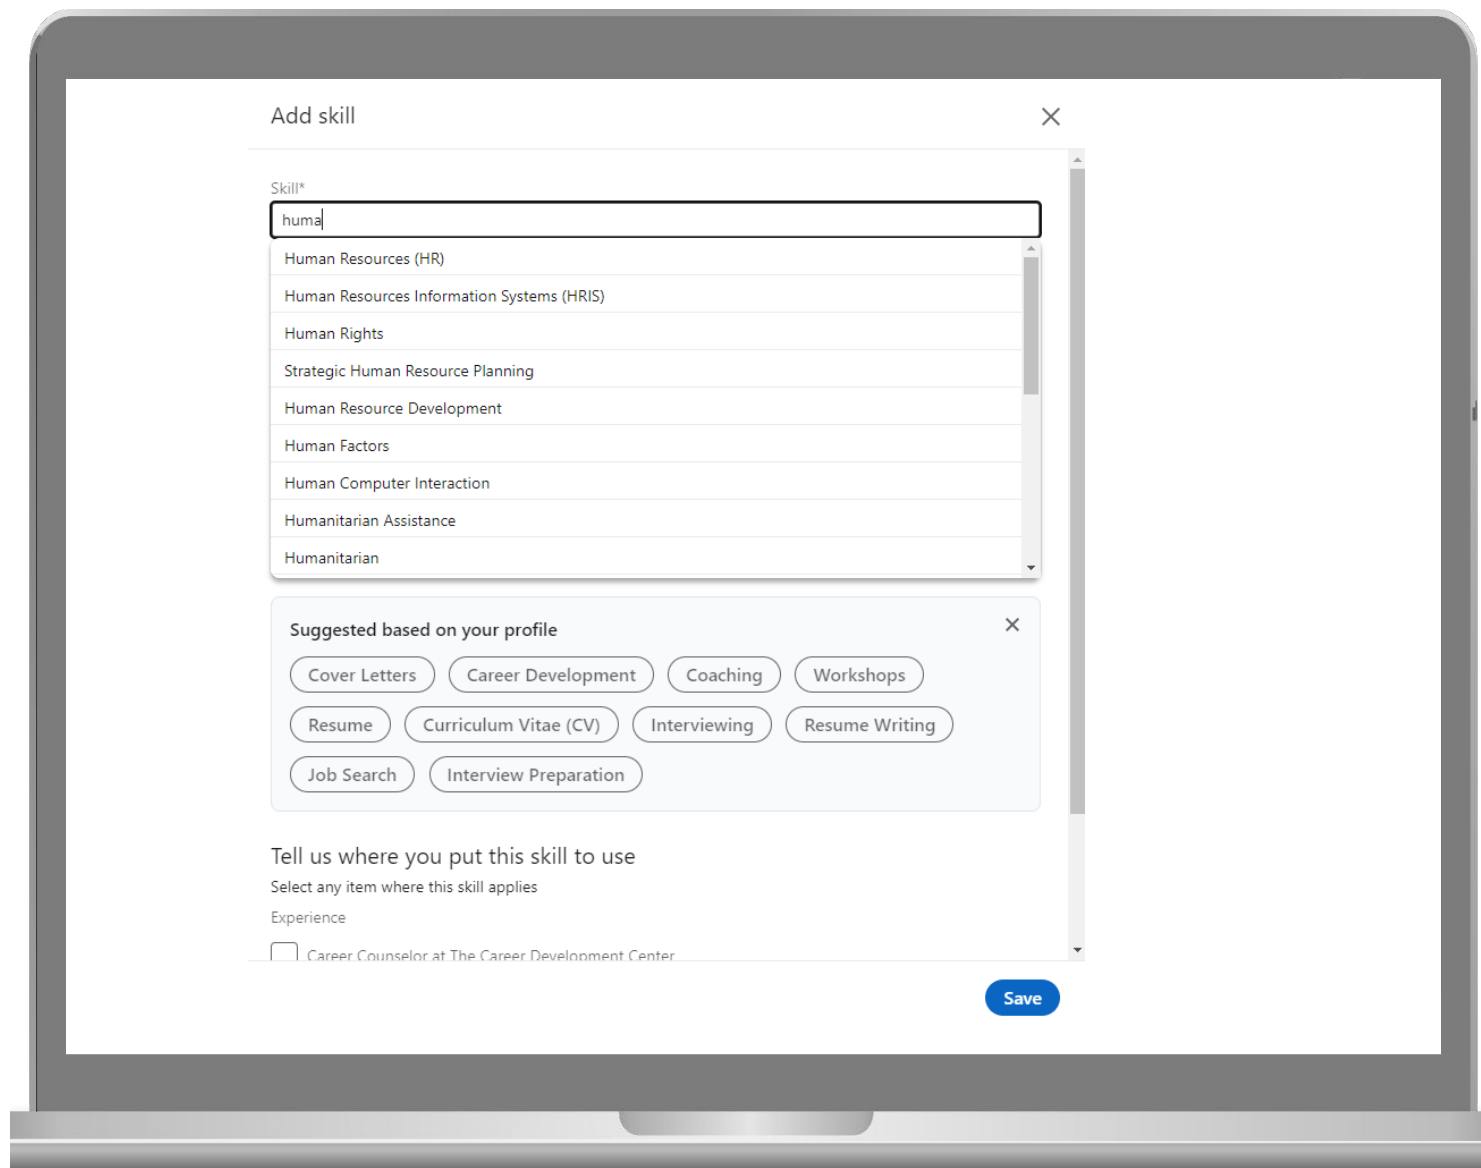 Add skill
Skill*
huma
Human Resources (HR)
Human Resources Information Systems (HRIS)
Human Rights
Strategic Human Resource Planning
Human Resource Development
Human Factors
Human Computer Interaction
Humanitarian Assistance
Humanitarian
Suggested based on your profile
Cover Letters Career Development Coaching Workshops
Resume Curriculum Vitae (CV) Interviewing Resume Writing
Job Search Interview Preparation
Tell us where you put this skill to use
Select any item where this skill applies
Experience
Career Counselor at The Career Development Center
Save